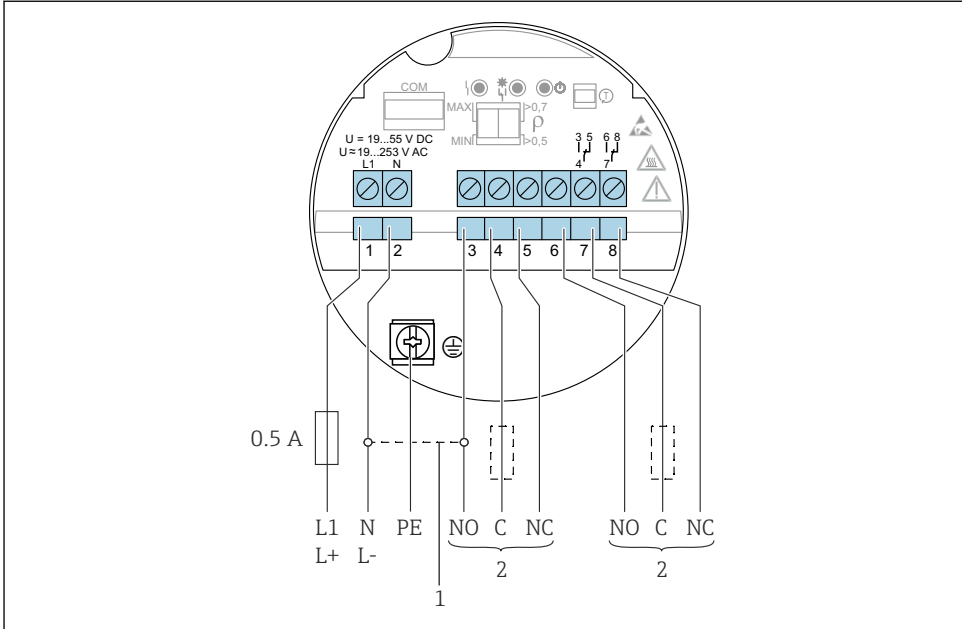 COM
MAX
>0,7
ρ
MIN
>0,5
T
U = 19...55 V DC
U≂19...253 V AC
L1 N
3 5 6 8
4 7
1 2 3 4 5 6 7 8
0.5 A
L1 N PE NO C NC NO C NC
L+ L-
2 2
1